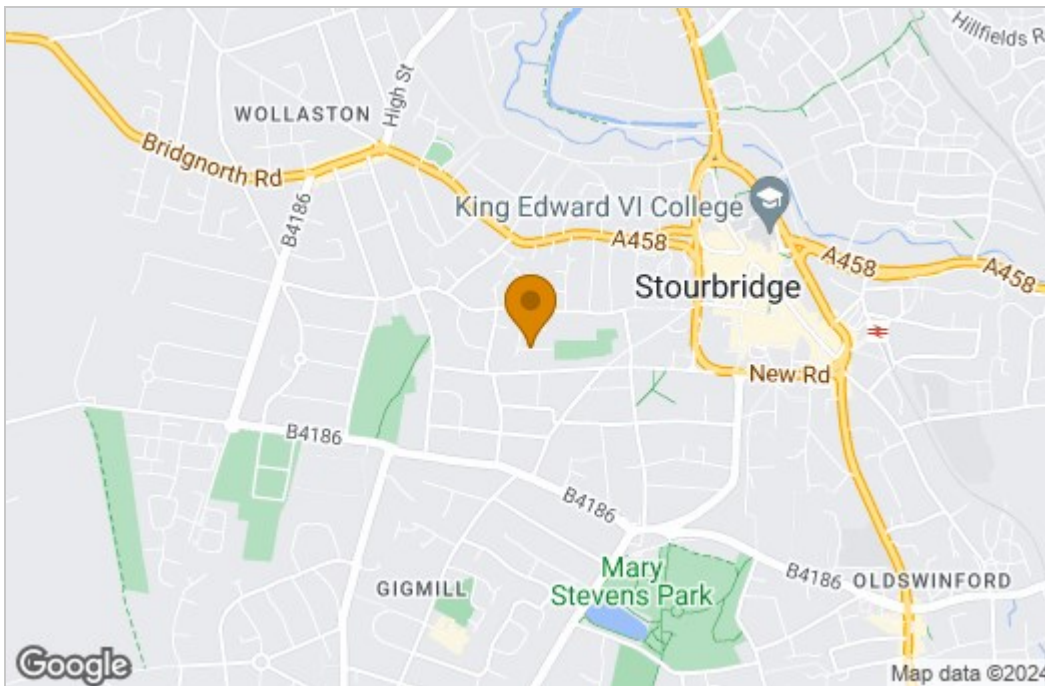 Hillfields R
WOLLASTON
High St
Bridgnorth Rd
B4186
King Edward VI College
A458
A458
A458
Stourbridge
New Rd
B4186
B4186
Mary
Stevens Park
B4186
OLDSWINFORD
GIGMILL
Google
Map data ©2024